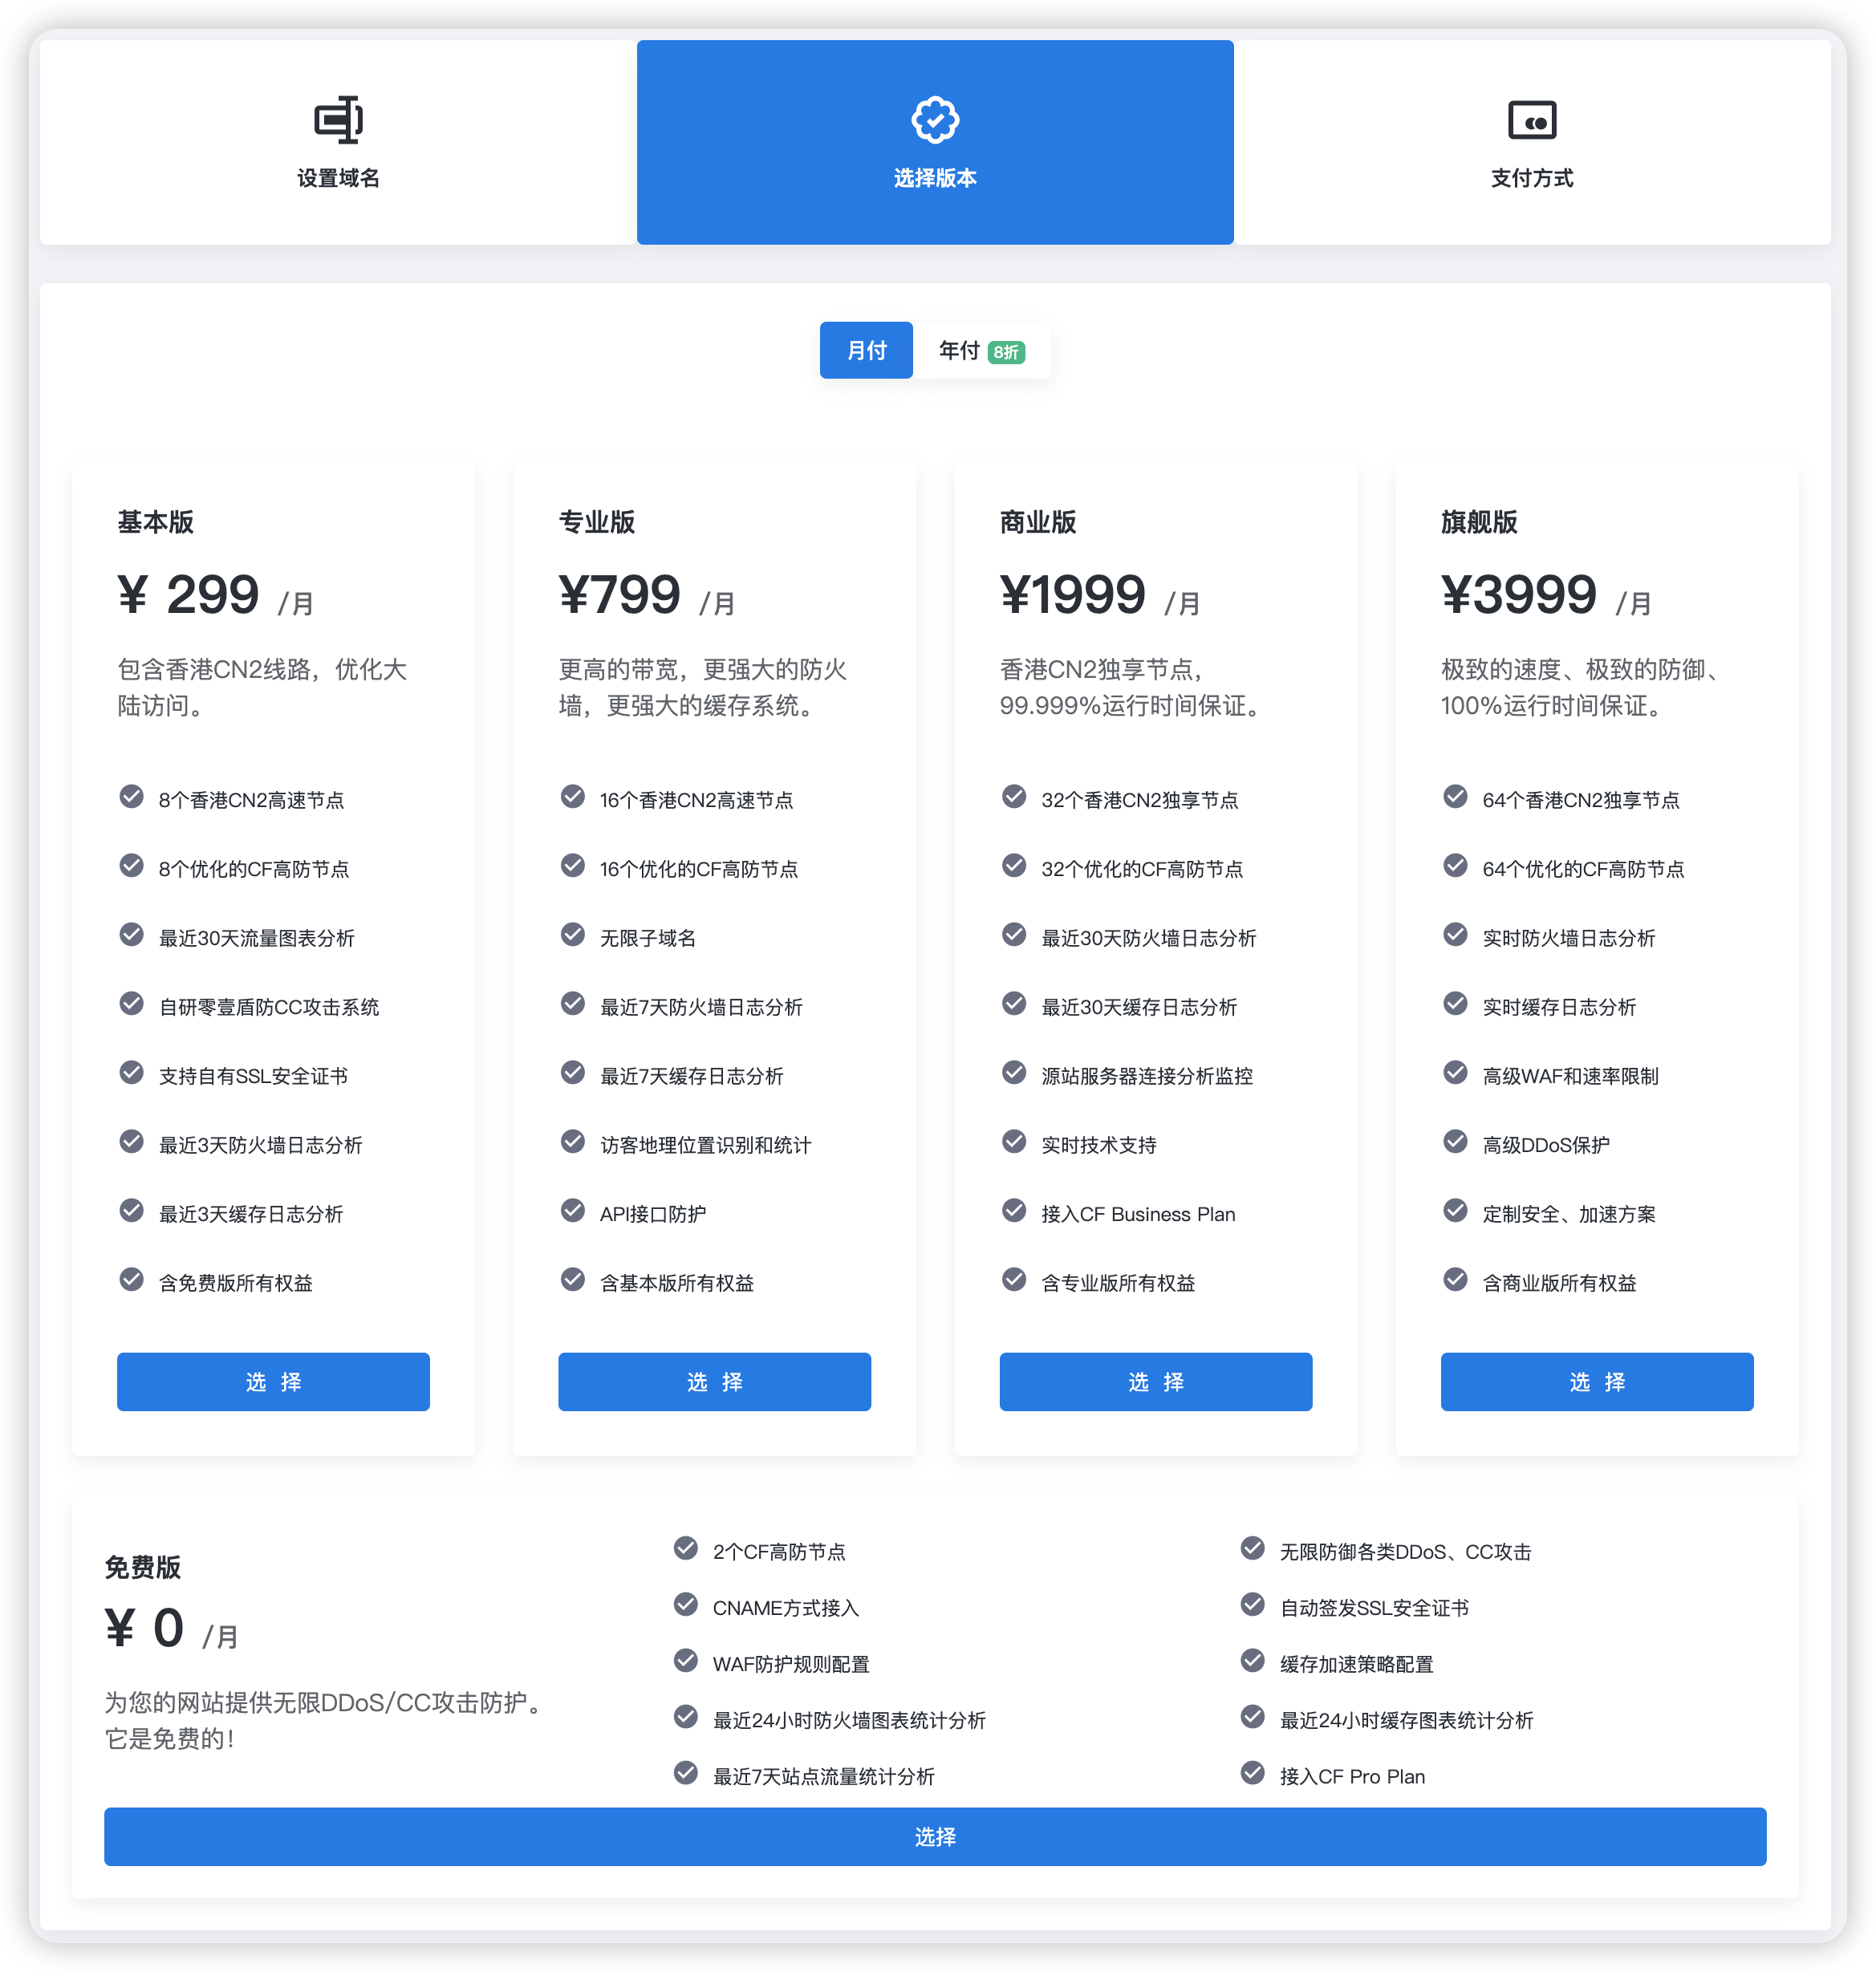 设置域名
选择版本
支付方式
月付
年付 8折
基本版
¥ 299 /月
包含香港CN2线路，优化大
陆访问。
8个香港CN2高速节点
8个优化的CF高防节点
最近30天流量图表分析
自研零壹盾防CC攻击系统
支持自有SSL安全证书
最近3天防火墙日志分析
最近3天缓存日志分析
含免费版所有权益
选 择
专业版
¥799 /月
更高的带宽，更强大的防火
墙，更强大的缓存系统。
16个香港CN2高速节点
16个优化的CF高防节点
无限子域名
最近7天防火墙日志分析
最近7天缓存日志分析
访客地理位置识别和统计
API接口防护
含基本版所有权益
选 择
商业版
¥1999 /月
香港CN2独享节点，
99.999%运行时间保证。
32个香港CN2独享节点
32个优化的CF高防节点
最近30天防火墙日志分析
最近30天缓存日志分析
源站服务器连接分析监控
实时技术支持
接入CF Business Plan
含专业版所有权益
选 择
旗舰版
¥3999 /月
极致的速度、极致的防御、
100%运行时间保证。
64个香港CN2独享节点
64个优化的CF高防节点
实时防火墙日志分析
实时缓存日志分析
高级WAF和速率限制
高级DDoS保护
定制安全、加速方案
含商业版所有权益
选 择
免费版
¥ 0 /月
为您的网站提供无限DDoS/CC攻击防护。
它是免费的！
2个CF高防节点
CNAME方式接入
WAF防护规则配置
最近24小时防火墙图表统计分析
最近7天站点流量统计分析
无限防御各类DDoS、CC攻击
自动签发SSL安全证书
缓存加速策略配置
最近24小时缓存图表统计分析
接入CF Pro Plan
选择